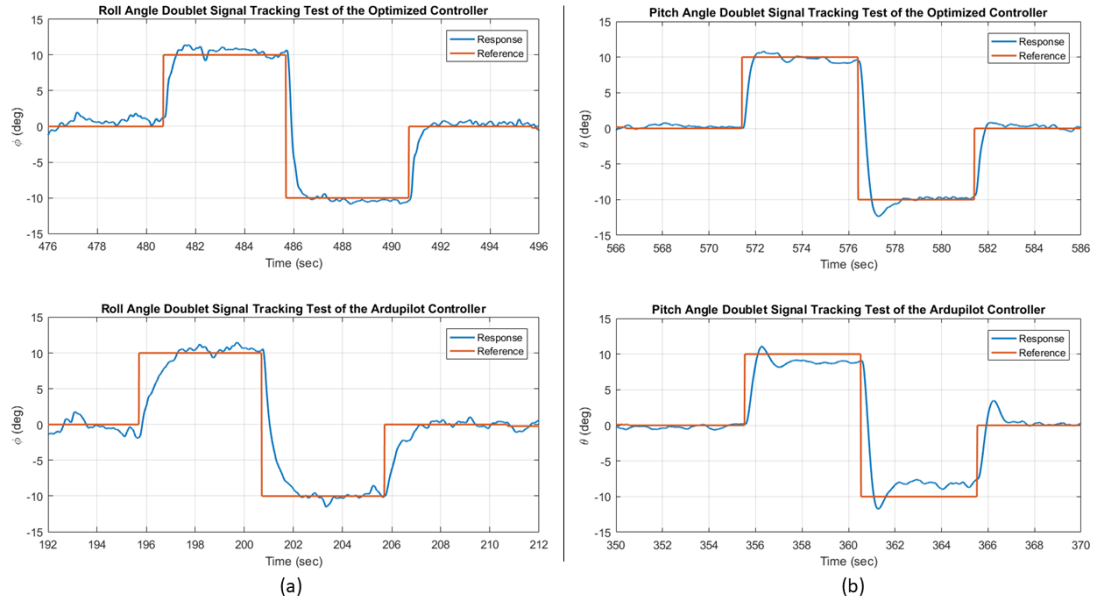 Roll Angle Doublet Signal Tracking Test of the Optimized Controller
15
10
5
0
-5
-10
-15
ϕ (deg)
Response
Reference
476 478 480 482 484 486 488 490 492 494 496
Time (sec)
Pitch Angle Doublet Signal Tracking Test of the Optimized Controller
15
10
5
0
-5
-10
-15
θ (deg)
Response
Reference
566 568 570 572 574 576 578 580 582 584 586
Time (sec)
Roll Angle Doublet Signal Tracking Test of the Ardupilot Controller
15
10
5
0
-5
-10
-15
ϕ (deg)
Response
Reference
192 194 196 198 200 202 204 206 208 210 212
Time (sec)
Pitch Angle Doublet Signal Tracking Test of the Ardupilot Controller
15
10
5
0
-5
-10
-15
θ (deg)
Response
Reference
350 352 354 356 358 360 362 364 366 368 370
Time (sec)
(a)
(b)